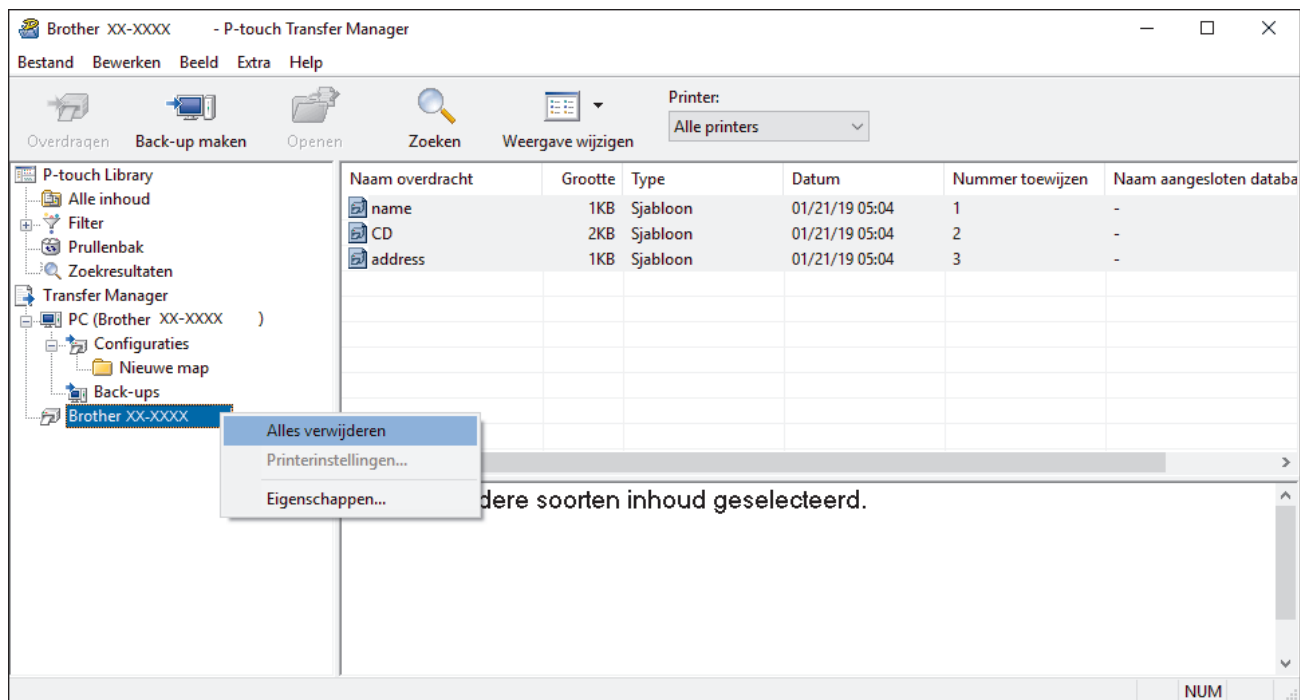 Brother XX-XXXX - P-touch Transfer Manager
Bestand Bewerken Beeld Extra Help
Overdragen Back-up maken Openen Zoeken Weergave wijzigen
Printer:
Alle printers
P-touch Library
Alle inhoud
Filter
Prullenbak
Zoekresultaten
Transfer Manager
PC (Brother XX-XXXX )
Configuraties
Nieuwe map
Back-ups
Brother XX-XXXX
Alles verwijderen
Printerinstellingen...
Eigenschappen...
Naam overdracht Grootte Type Datum Nummer toewijzen Naam aangesloten databa
name 1KB Sjabloon 01/21/19 05:04 1 -
CD 2KB Sjabloon 01/21/19 05:04 2 -
address 1KB Sjabloon 01/21/19 05:04 3 -
dere soorten inhoud geselecteerd.
NUM